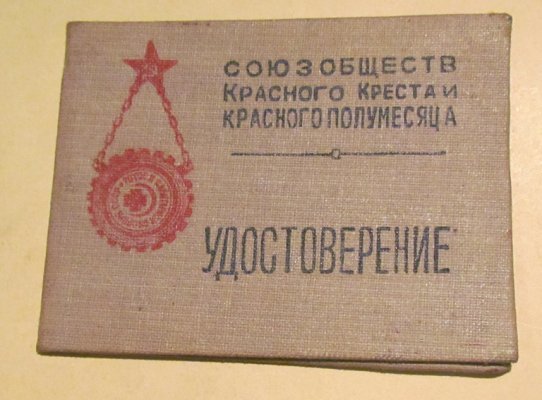 СОЮЗ ОБЩЕСТВ
КРАСНОГО КРЕСТА И
КРАСНОГО ПОЛУМЕСЯЦА
УДОСТОВЕРЕНИЕ